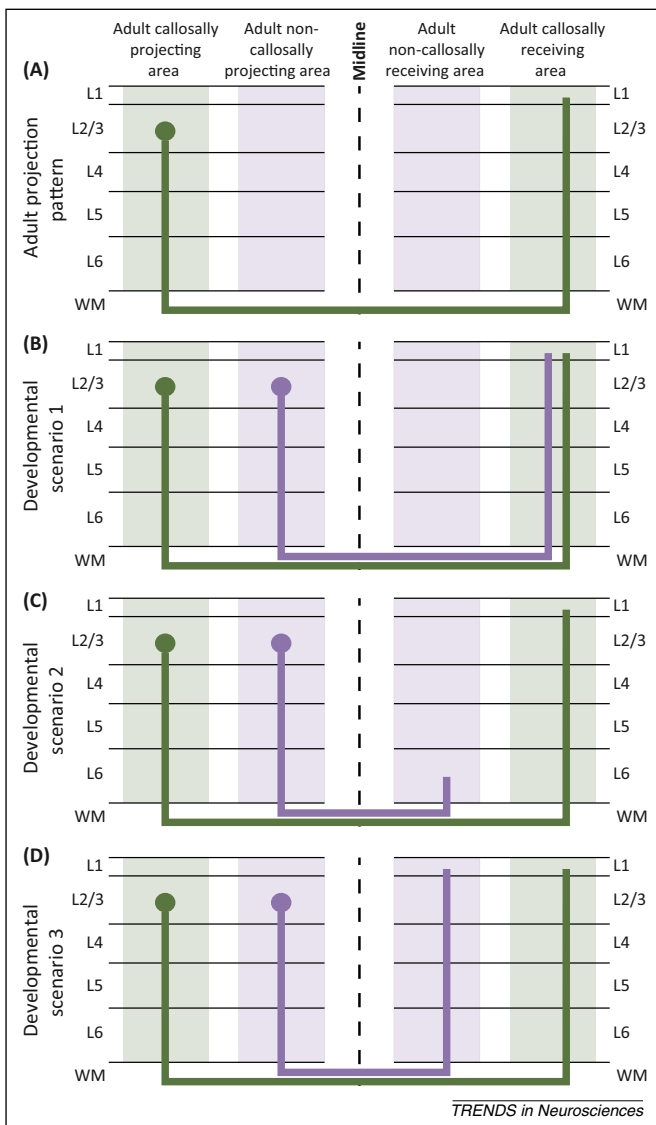 Adult callosally
projecting
area
Adult non-
callosally
projecting area
Midline
Adult
non-callosally
receiving area
Adult callosally
receiving
area
(A)
Adult projection
pattern
L1
L2/3
L4
L5
L6
WM
L1
L2/3
L4
L5
L6
WM
(B)
Developmental
scenario 1
L1
L2/3
L4
L5
L6
WM
L1
L2/3
L4
L5
L6
WM
(C)
Developmental
scenario 2
L1
L2/3
L4
L5
L6
WM
L1
L2/3
L4
L5
L6
WM
(D)
Developmental
scenario 3
L1
L2/3
L4
L5
L6
WM
L1
L2/3
L4
L5
L6
WM
TRENDS in Neurosciences